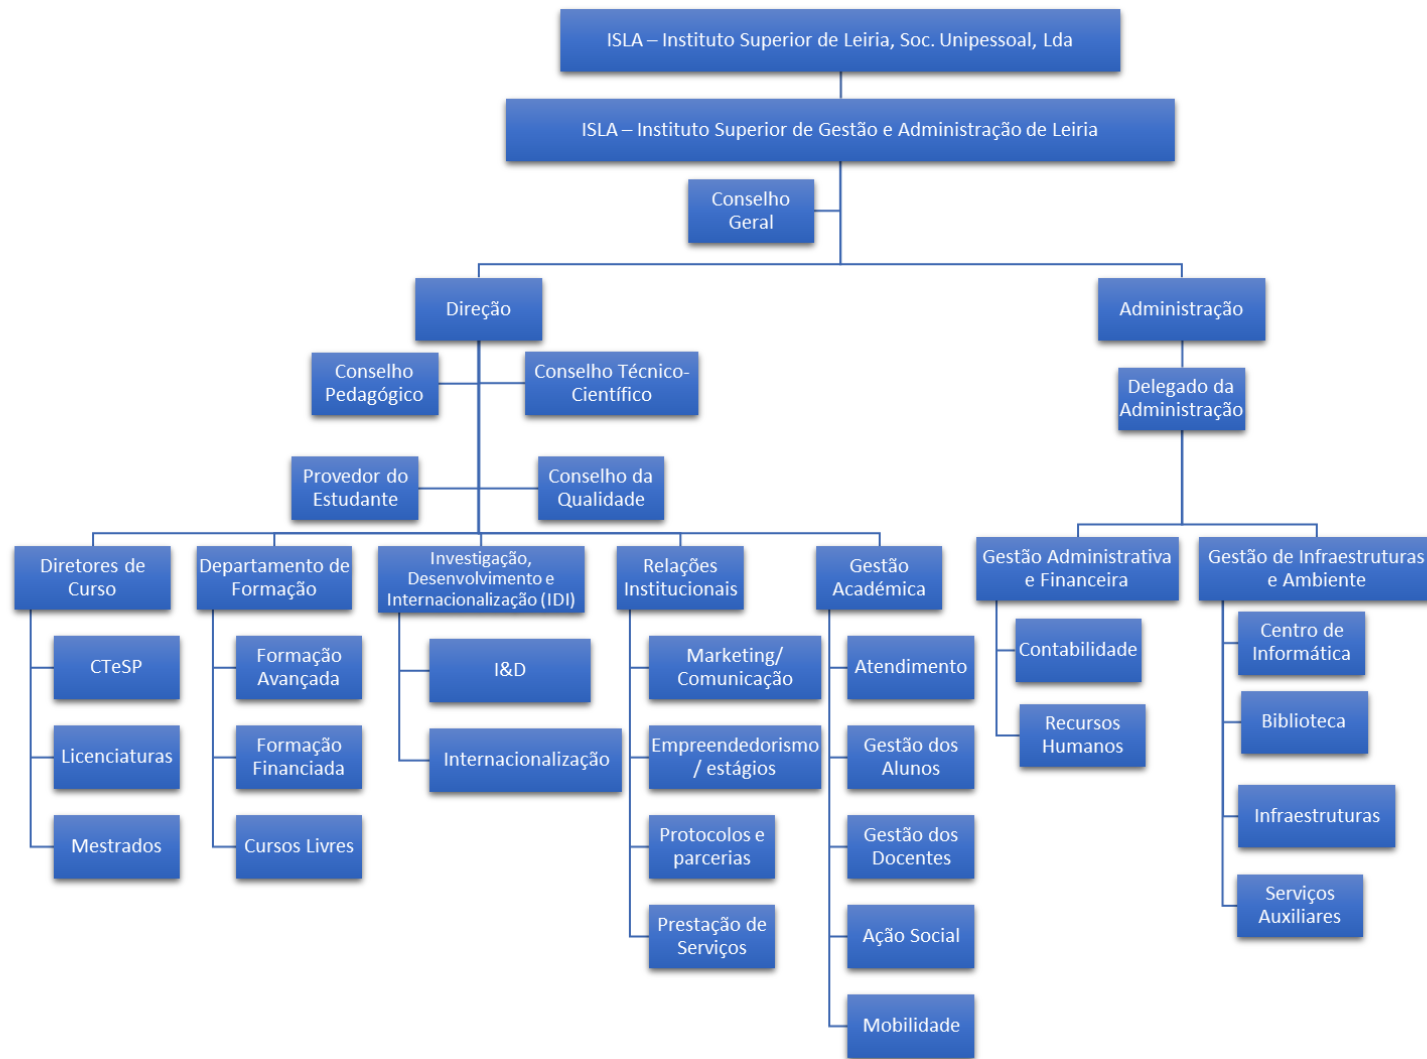 ISLA – Instituto Superior de Leiria, Soc. Unipessoal, Lda
ISLA – Instituto Superior de Gestão e Administração de Leiria
Conselho
Geral
Direção
Administração
Conselho
Pedagógico
Conselho Técnico-
Científico
Delegado da
Administração
Provedor do
Estudante
Conselho da
Qualidade
Diretores de
Curso
Departamento de
Formação
Investigação,
Desenvolvimento e
Internacionalização (IDI)
Relações
Institucionais
Gestão
Académica
Gestão Administrativa
e Financeira
Gestão de Infraestruturas
e Ambiente
CTeSP
Licenciaturas
Mestrados
Formação
Avançada
Formação
Financiada
Cursos Livres
I&D
Internacionalização
Marketing/
Comunicação
Empreendedorismo
/ estágios
Protocolos e
parcerias
Prestação de
Serviços
Atendimento
Gestão dos
Alunos
Gestão dos
Docentes
Ação Social
Mobilidade
Contabilidade
Recursos
Humanos
Centro de
Informática
Biblioteca
Infraestruturas
Serviços
Auxiliares